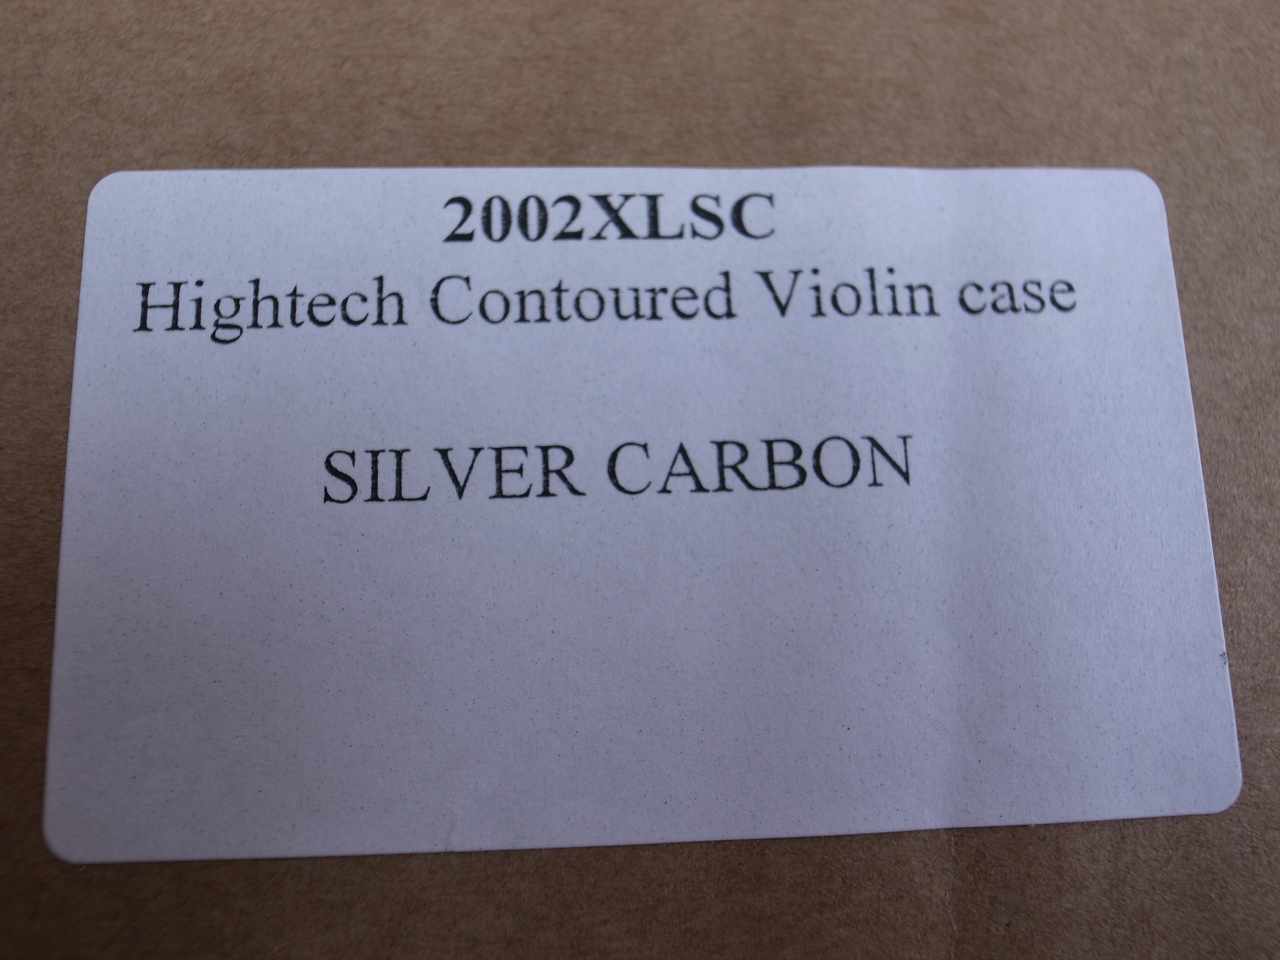 2002XLSC
Hightech Contoured Violin case
SILVER CARBON